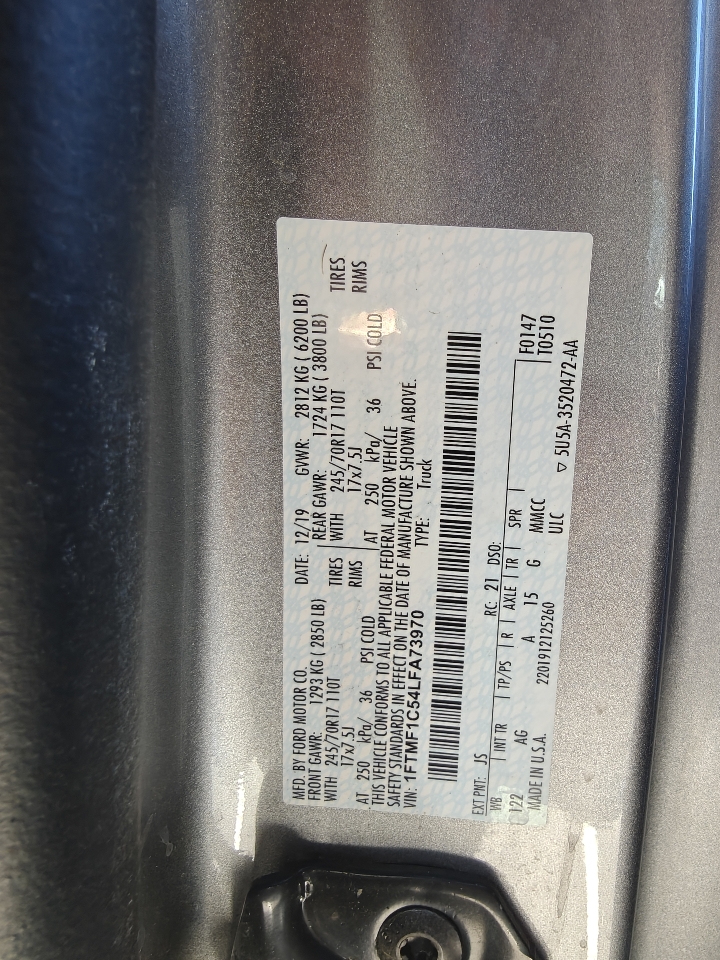 MFD. BY FORD MOTOR CO.
DATE: 12/19 GVWR: 2812 KG ( 6200 LB)
FRONT GAWR: 1293 KG ( 2850 LB)
REAR GAWR: 1724 KG ( 3800 LB)
WITH 245/70R17 110T TIRES
WITH 245/70R17 110T TIRES
17x7.5J RIMS
17x7.5J RIMS
AT 250 kPa/ 36 PSI COLD
AT 250 kPa/ 36 PSI COLD
THIS VEHICLE CONFORMS TO ALL APPLICABLE FEDERAL MOTOR VEHICLE
SAFETY STANDARDS IN EFFECT ON THE DATE OF MANUFACTURE SHOWN ABOVE.
VIN: 1FTMF1C54LFA73970 TYPE: Truck
EXT PNT: JS RC: 21 DSO:
WB INT TR TP/PS R AXLE TR SPR F0147
122 AG A 15 G MMCC T0510
MADE IN U.S.A. 2201912125260 ULC ▽ 5U5A-3520472-AA